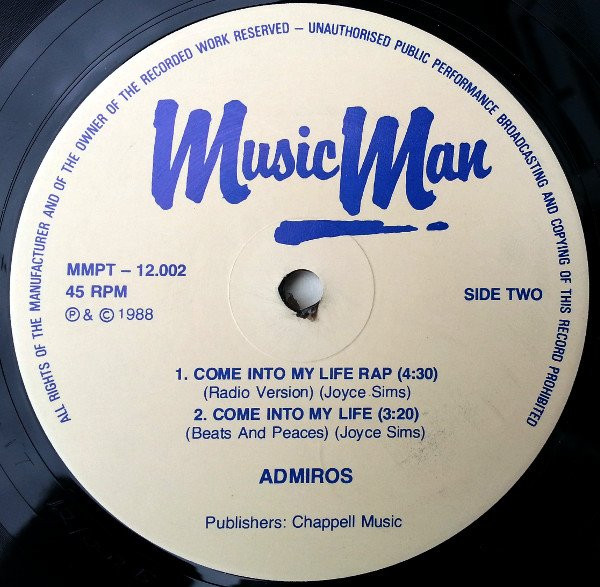 ALL RIGHTS OF THE MANUFACTURER AND OF THE OWNER OF THE RECORDED WORK RESERVED – UNAUTHORISED PUBLIC PERFORMANCE BROADCASTING AND COPYING OF THIS RECORD PROHIBITED
Music Man
MMPT – 12.002
45 RPM
℗ & © 1988
SIDE TWO
1. COME INTO MY LIFE RAP (4:30)
(Radio Version) (Joyce Sims)
2. COME INTO MY LIFE (3:20)
(Beats And Peaces) (Joyce Sims)
ADMIROS
Publishers: Chappell Music